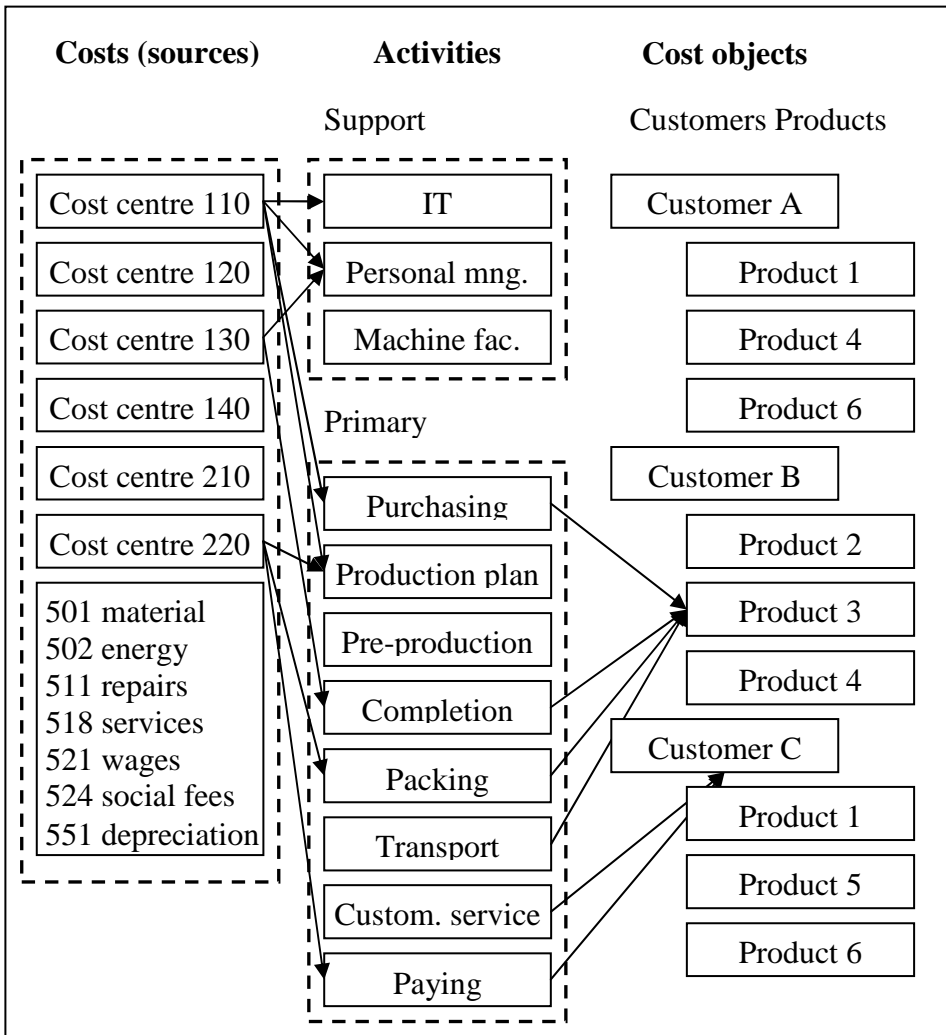 Costs (sources)
Activities
Cost objects
Support
Customers Products
Cost centre 110
Cost centre 120
Cost centre 130
Cost centre 140
Cost centre 210
Cost centre 220
501 material
502 energy
511 repairs
518 services
521 wages
524 social fees
551 depreciation
IT
Personal mng.
Machine fac.
Primary
Purchasing
Production plan
Pre-production
Completion
Packing
Transport
Custom. service
Paying
Customer A
Product 1
Product 4
Product 6
Customer B
Product 2
Product 3
Product 4
Customer C
Product 1
Product 5
Product 6